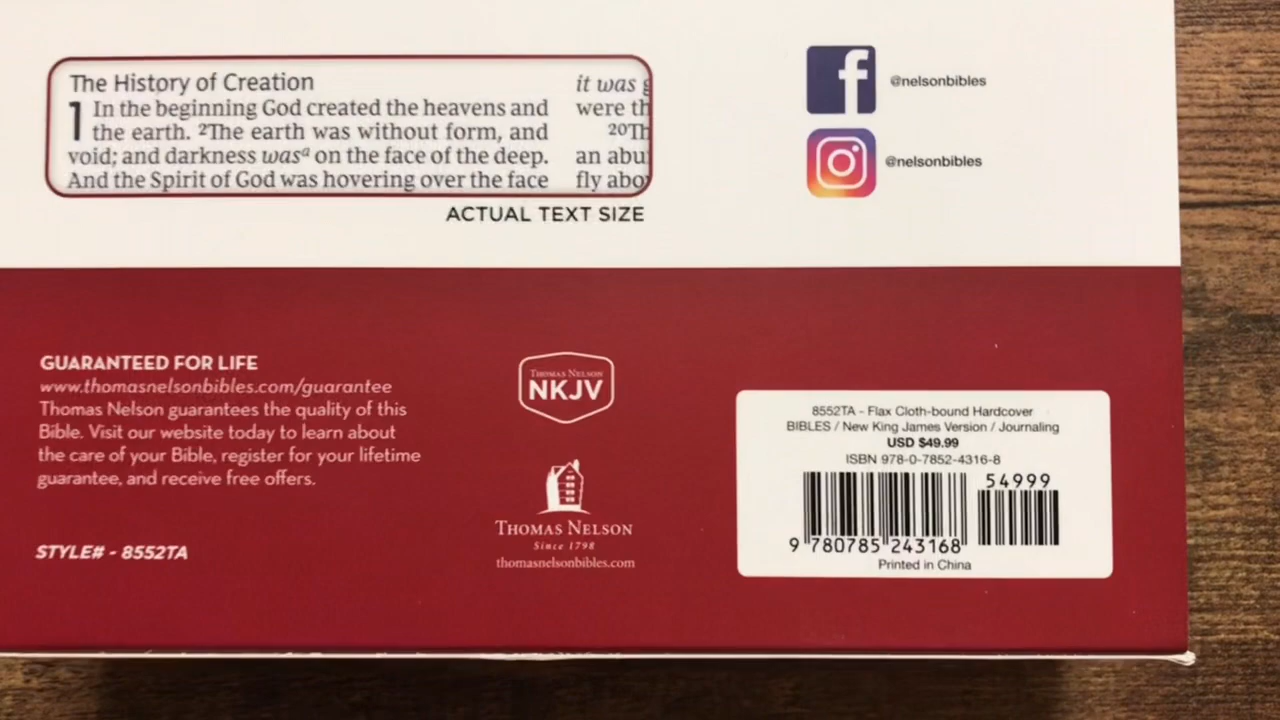 The History of Creation
1 In the beginning God created the heavens and
the earth. ²The earth was without form, and
void; and darkness wasᵃ on the face of the deep.
And the Spirit of God was hovering over the face
it was
were th
²⁰Th
an abu
fly abo
ACTUAL TEXT SIZE
@nelsonbibles
@nelsonbibles
GUARANTEED FOR LIFE
www.thomasnelsonbibles.com/guarantee
Thomas Nelson guarantees the quality of this
Bible. Visit our website today to learn about
the care of your Bible, register for your lifetime
guarantee, and receive free offers.
STYLE# - 8552TA
THOMAS NELSON
NKJV
THOMAS NELSON
Since 1798
thomasnelsonbibles.com
8552TA - Flax Cloth-bound Hardcover
BIBLES / New King James Version / Journaling
USD $49.99
ISBN 978-0-7852-4316-8
54999
9 780785 243168
Printed in China